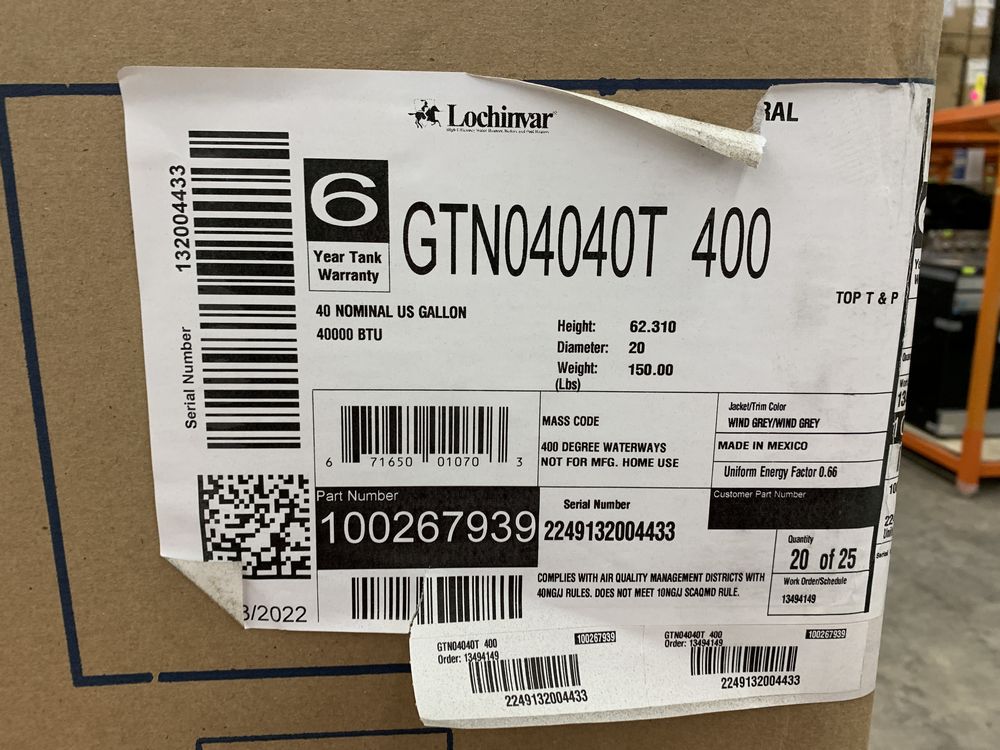 Lochinvar
RAL
132004433
Serial Number
6
Year Tank
Warranty
GTN04040T 400
TOP T & P
40 NOMINAL US GALLON
40000 BTU
Height: 62.310
Diameter: 20
Weight: 150.00
(Lbs)
6 71650 01070 3
MASS CODE
400 DEGREE WATERWAYS
NOT FOR MFG. HOME USE
Jacket/Trim Color
WIND GREY/WIND GREY
MADE IN MEXICO
Uniform Energy Factor 0.66
Part Number
100267939
Serial Number
2249132004433
Customer Part Number
Quantity
20 of 25
Work Order/Schedule
13494149
COMPLIES WITH AIR QUALITY MANAGEMENT DISTRICTS WITH
40NG/J RULES. DOES NOT MEET 10NG/J SCAQMD RULE.
3/2022
GTN04040T 400 100267939
Order: 13494149
2249132004433
GTN04040T 400 100267939
Order: 13494149
2249132004433